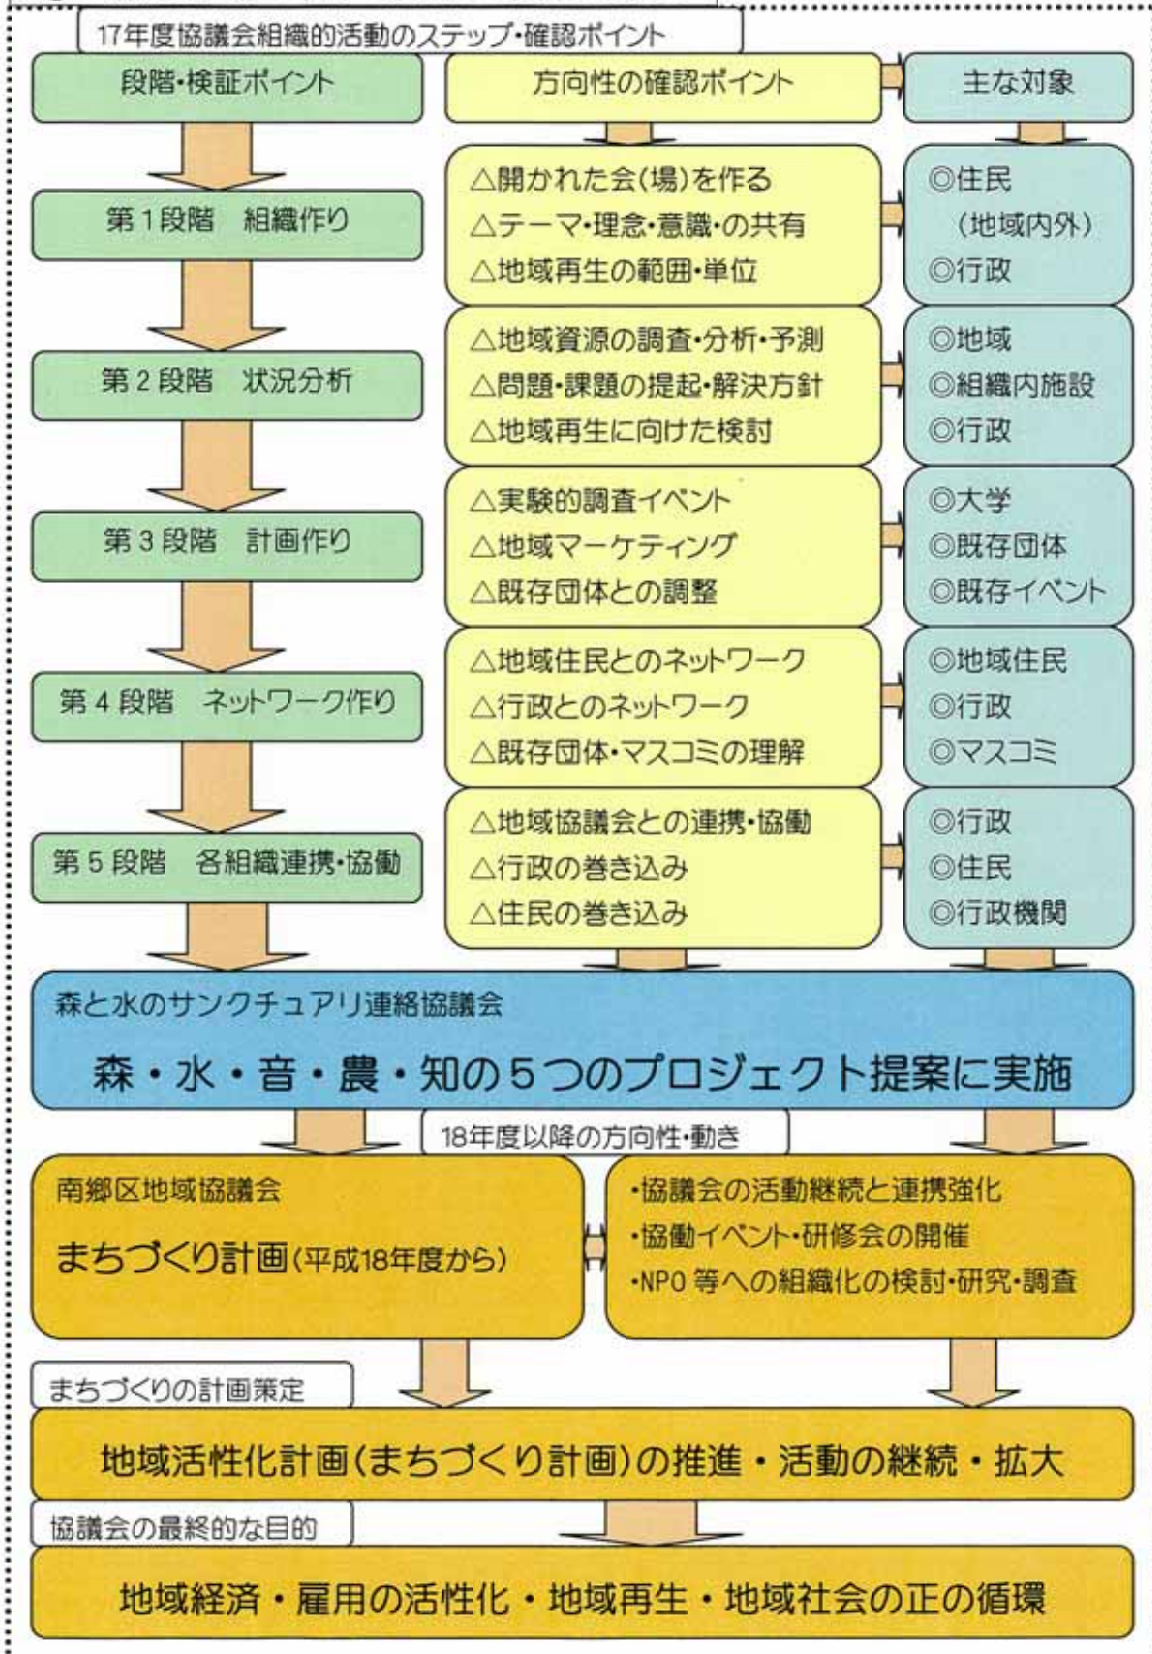 17年度協議会組織的活動のステップ・確認ポイント
段階・検証ポイント
方向性の確認ポイント
主な対象
第1段階 組織作り
△開かれた会(場)を作る
△テーマ・理念・意識・の共有
△地域再生の範囲・単位
◎住民
(地域内外)
◎行政
第2段階 状況分析
△地域資源の調査・分析・予測
△問題・課題の提起・解決方針
△地域再生に向けた検討
◎地域
◎組織内施設
◎行政
第3段階 計画作り
△実験的調査イベント
△地域マーケティング
△既存団体との調整
◎大学
◎既存団体
◎既存イベント
第4段階 ネットワーク作り
△地域住民とのネットワーク
△行政とのネットワーク
△既存団体・マスコミの理解
◎地域住民
◎行政
◎マスコミ
第5段階 各組織連携・協働
△地域協議会との連携・協働
△行政の巻き込み
△住民の巻き込み
◎行政
◎住民
◎行政機関
森と水のサンクチュアリ連絡協議会
森・水・音・農・知の5つのプロジェクト提案に実施
18年度以降の方向性・動き
南郷区地域協議会
まちづくり計画(平成18年度から)
・協議会の活動継続と連携強化
・協働イベント・研修会の開催
・NPO等への組織化の検討・研究・調査
まちづくりの計画策定
地域活性化計画(まちづくり計画)の推進・活動の継続・拡大
協議会の最終的な目的
地域経済・雇用の活性化・地域再生・地域社会の正の循環